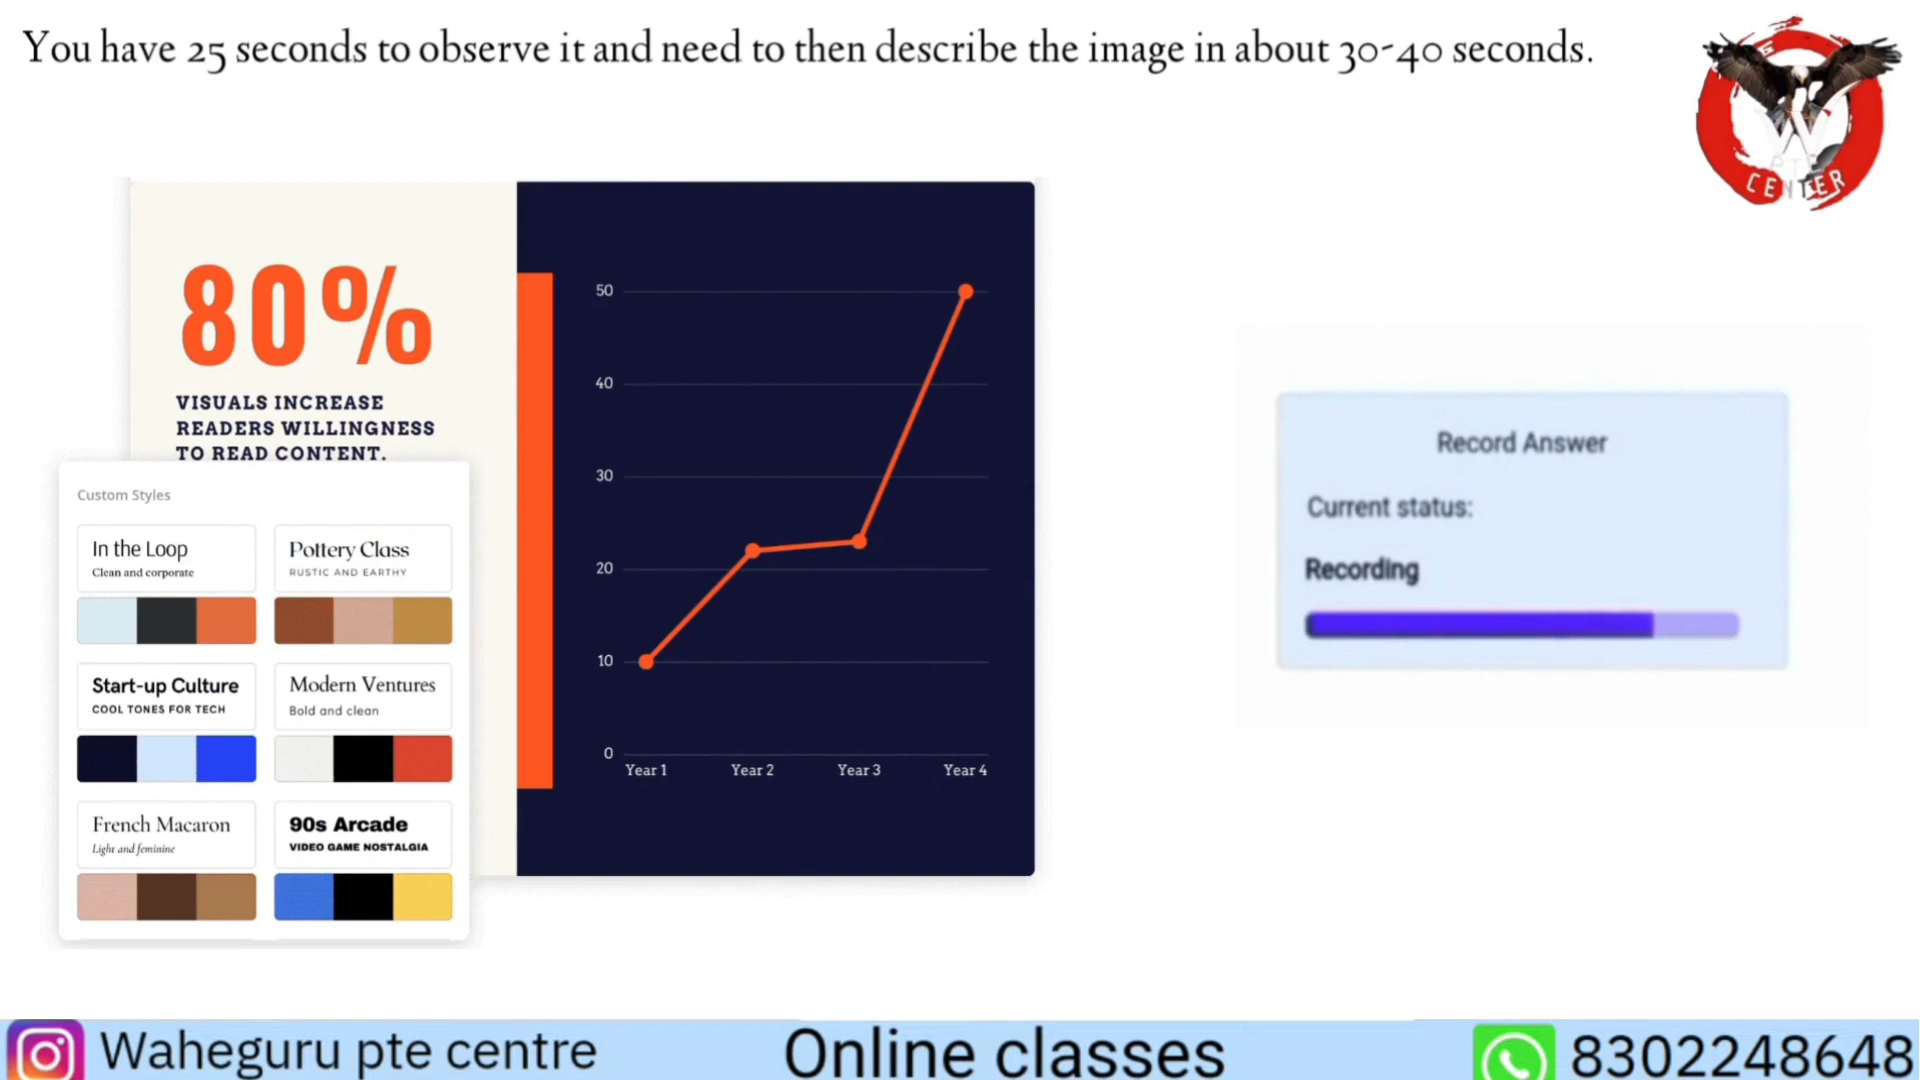 You have 25 seconds to observe it and need to then describe the image in about 30-40 seconds.
W
PTE
CENTER
80%
VISUALS INCREASE
READERS WILLINGNESS
TO READ CONTENT.
50
40
30
20
10
0
Year 1 Year 2 Year 3 Year 4
Custom Styles
In the Loop
Clean and corporate
Pottery Class
RUSTIC AND EARTHY
Start-up Culture
COOL TONES FOR TECH
Modern Ventures
Bold and clean
French Macaron
Light and feminine
90s Arcade
VIDEO GAME NOSTALGIA
Record Answer
Current status:
Recording
Waheguru pte centre
Online classes
8302248648